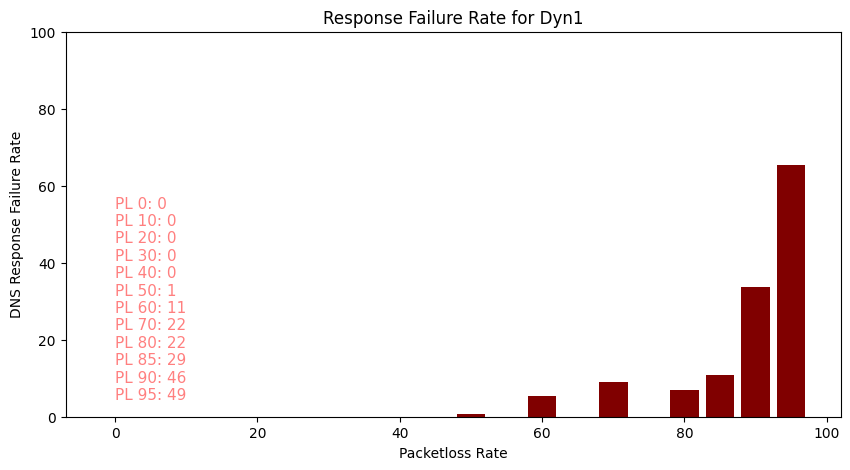 Response Failure Rate for Dyn1
100
80
60
40
20
0
DNS Response Failure Rate
PL 0: 0
PL 10: 0
PL 20: 0
PL 30: 0
PL 40: 0
PL 50: 1
PL 60: 11
PL 70: 22
PL 80: 22
PL 85: 29
PL 90: 46
PL 95: 49
0 20 40 60 80 100
Packetloss Rate